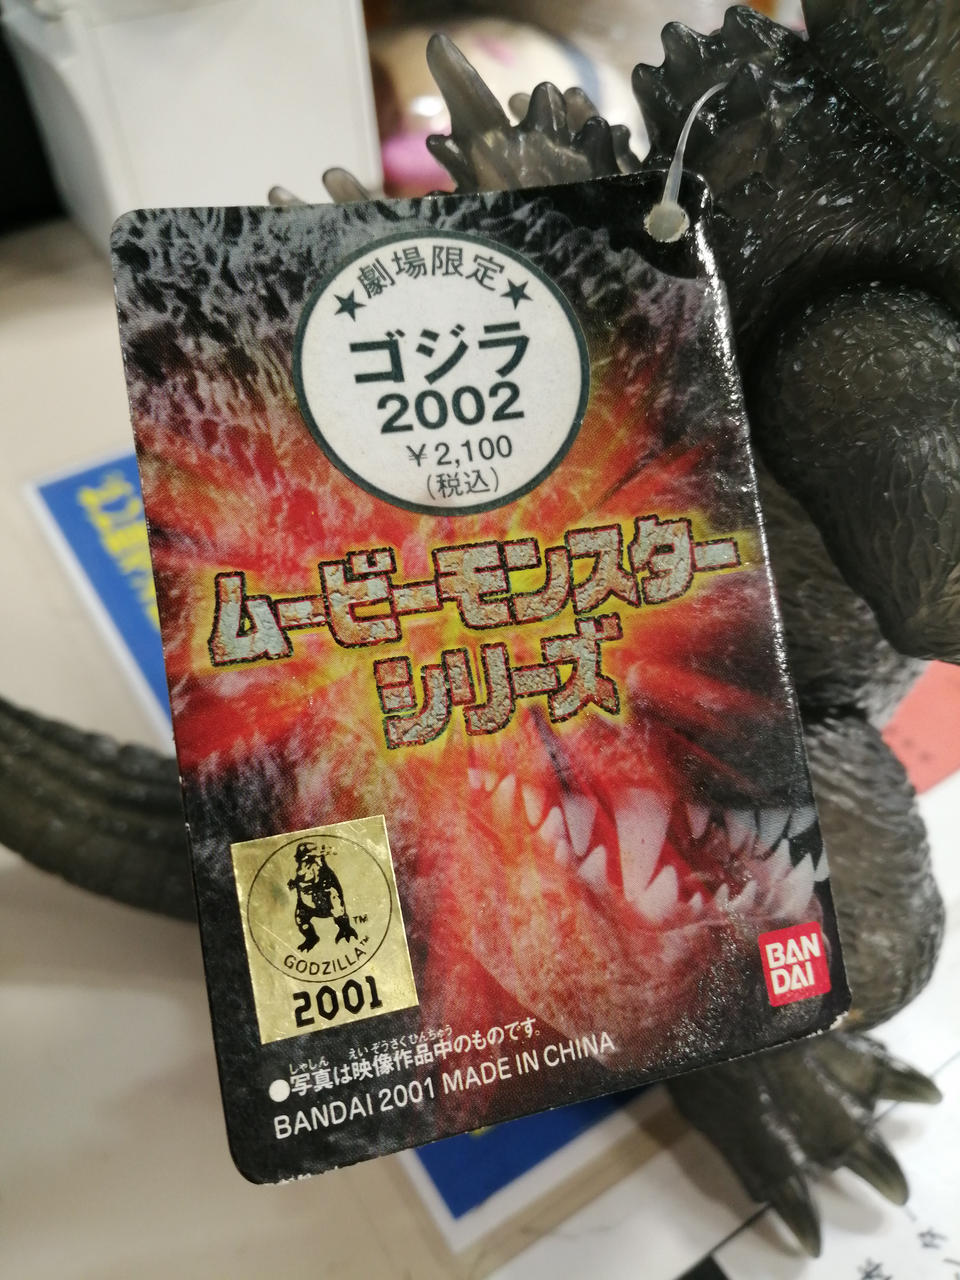 ★劇場限定★
ゴジラ
2002
￥2,100
(税込)
ムービーモンスター
シリーズ
BAN
DAI
TM
GODZILLA™
2001
しゃしん えいぞうさくひんちゅう
●写真は映像作品中のものです。
BANDAI 2001 MADE IN CHINA